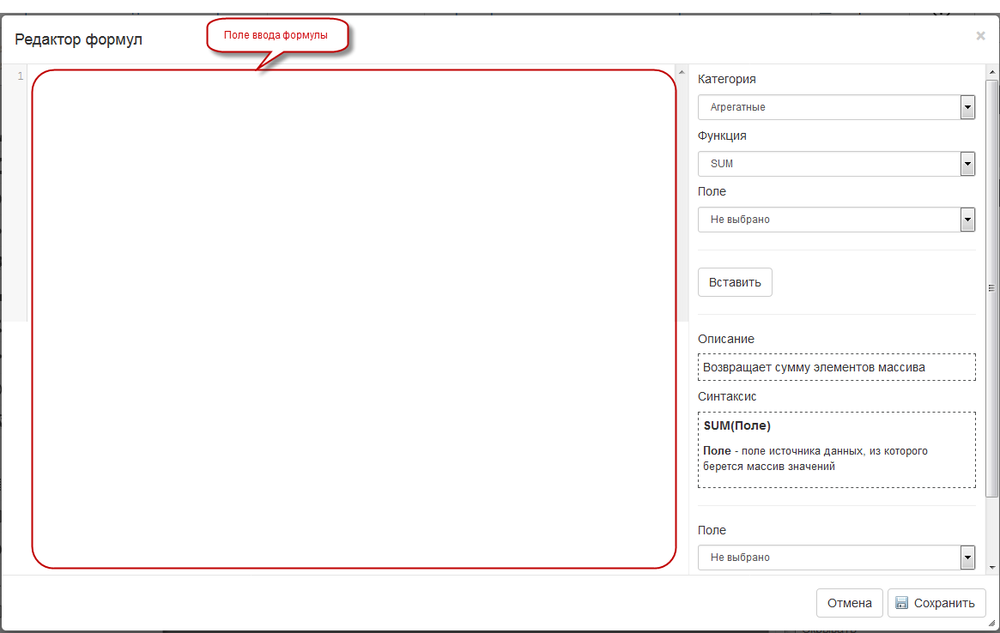 Редактор формул
Поле ввода формулы
×
1
Категория
Агрегатные
Функция
SUM
Поле
Не выбрано
Вставить
Описание
Возвращает сумму элементов массива
Синтаксис
SUM(Поле)
Поле - поле источника данных, из которого
берется массив значений
Поле
Не выбрано
Отмена
Сохранить